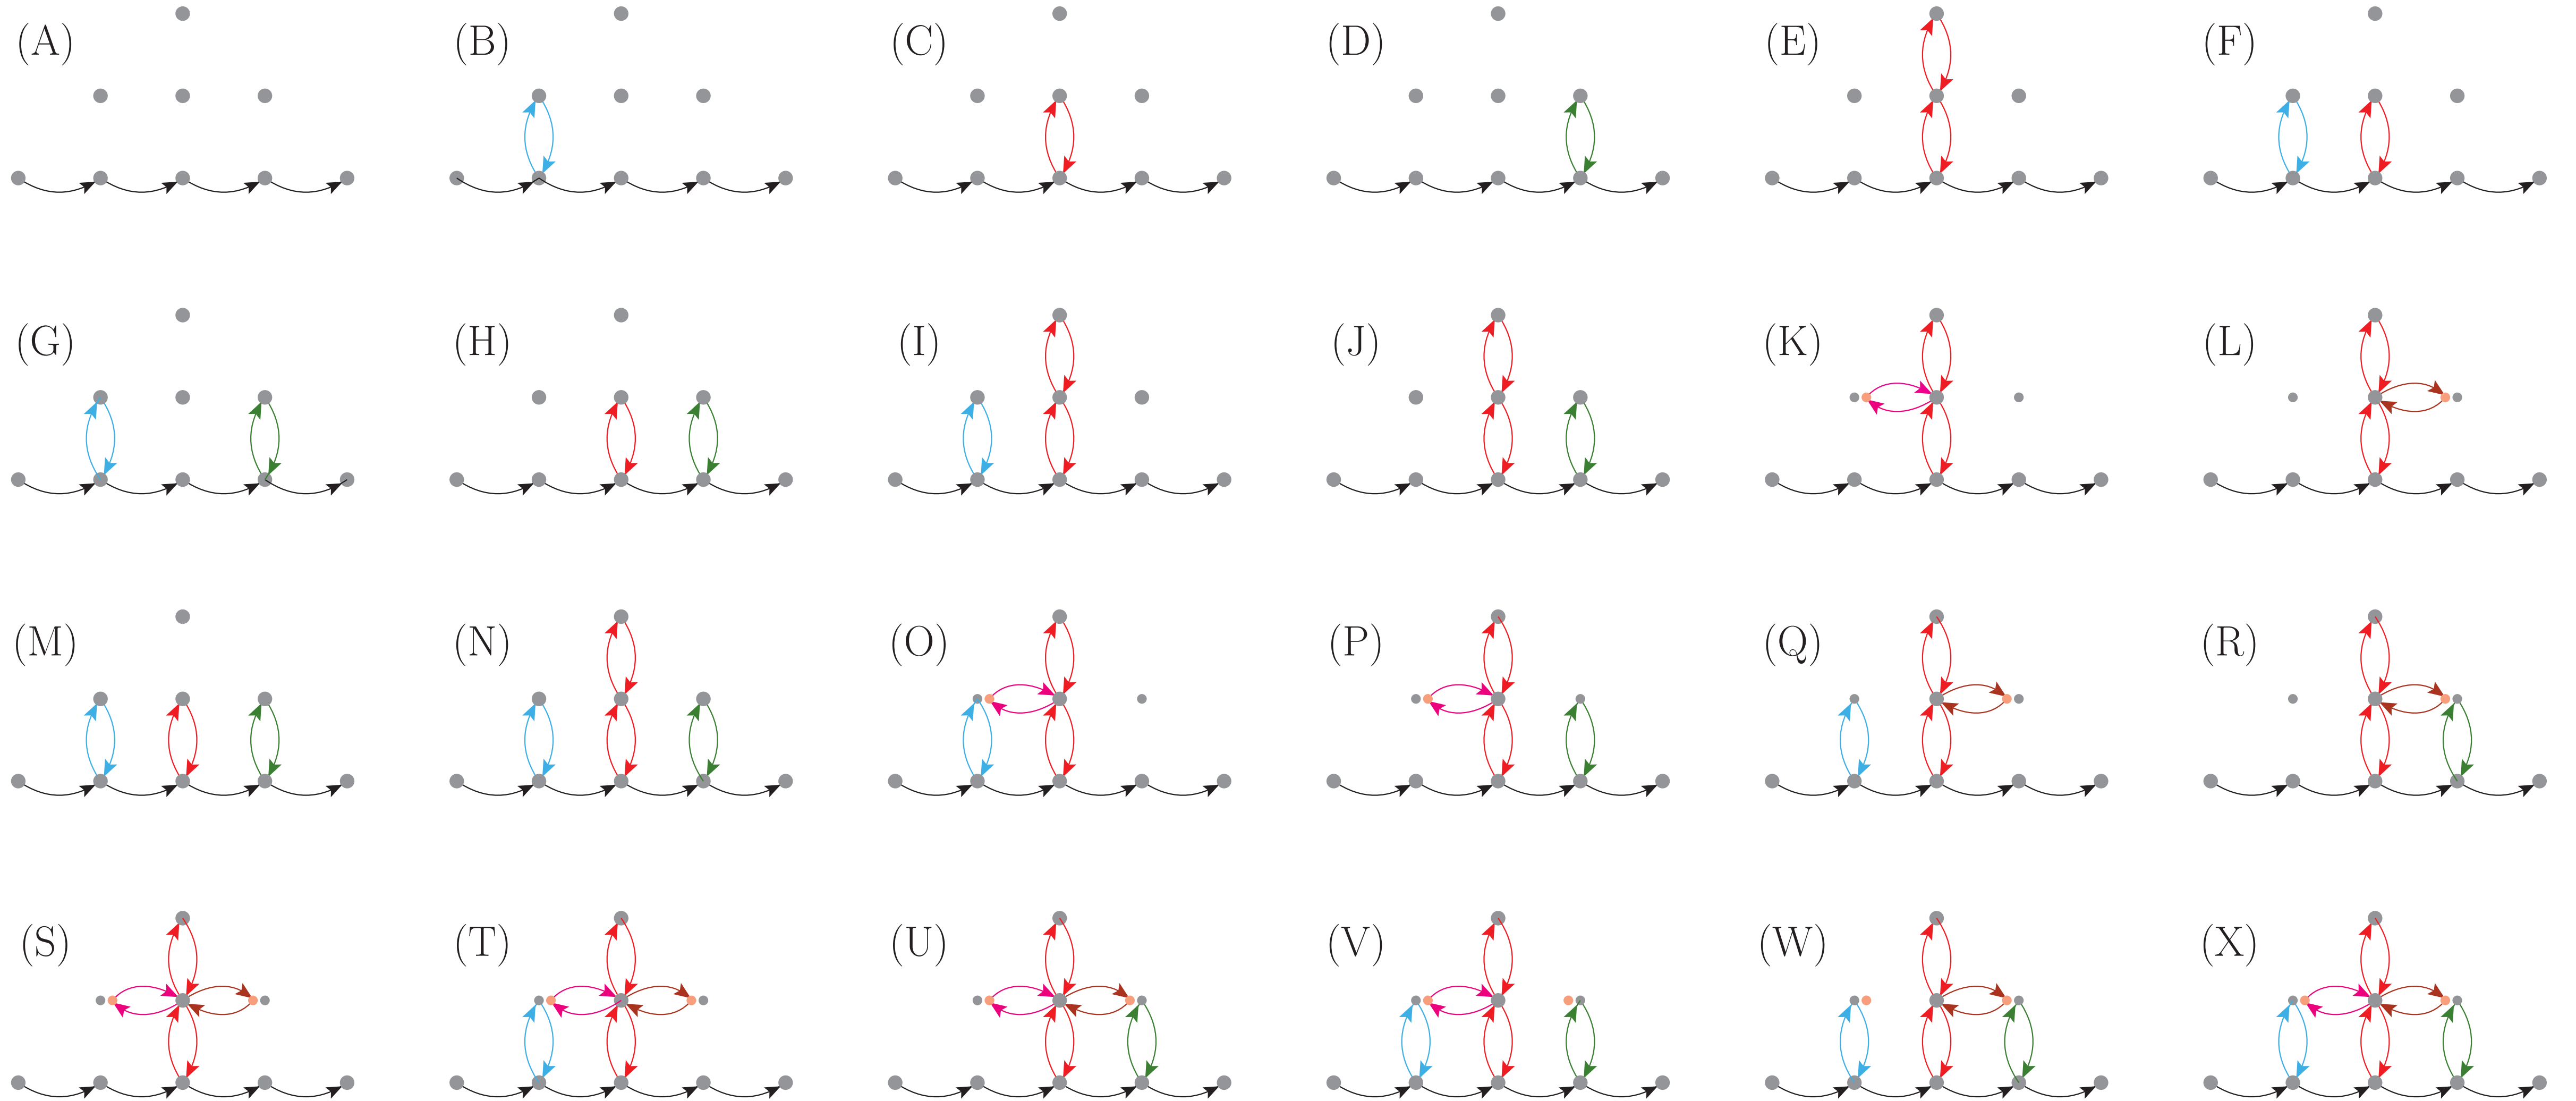 (A) (B) (C) (D) (E) (F)
(G) (H) (I) (J) (K) (L)
(M) (N) (O) (P) (Q) (R)
(S) (T) (U) (V) (W) (X)